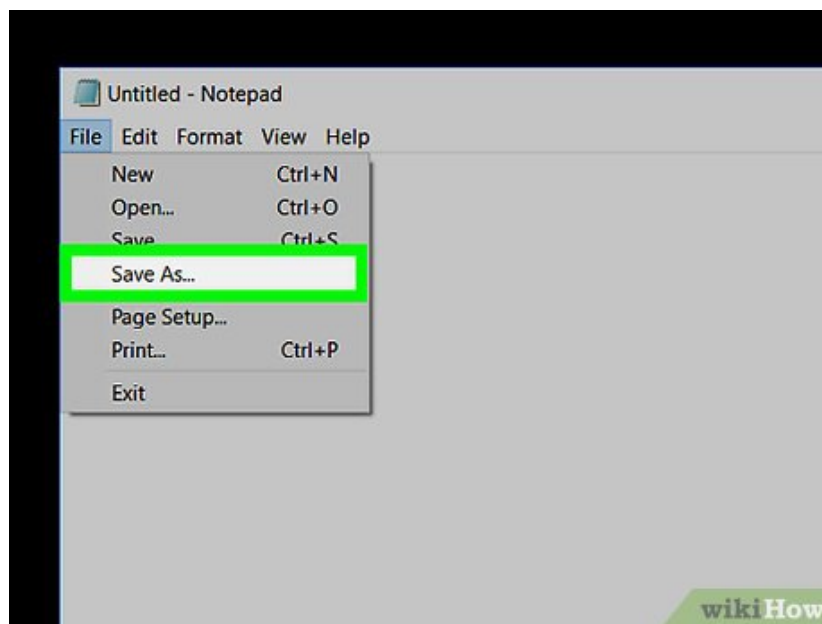 Untitled - Notepad
File Edit Format View Help
New Ctrl+N
Open... Ctrl+O
Save Ctrl+S
Save As...
Page Setup...
Print... Ctrl+P
Exit
wikiHow